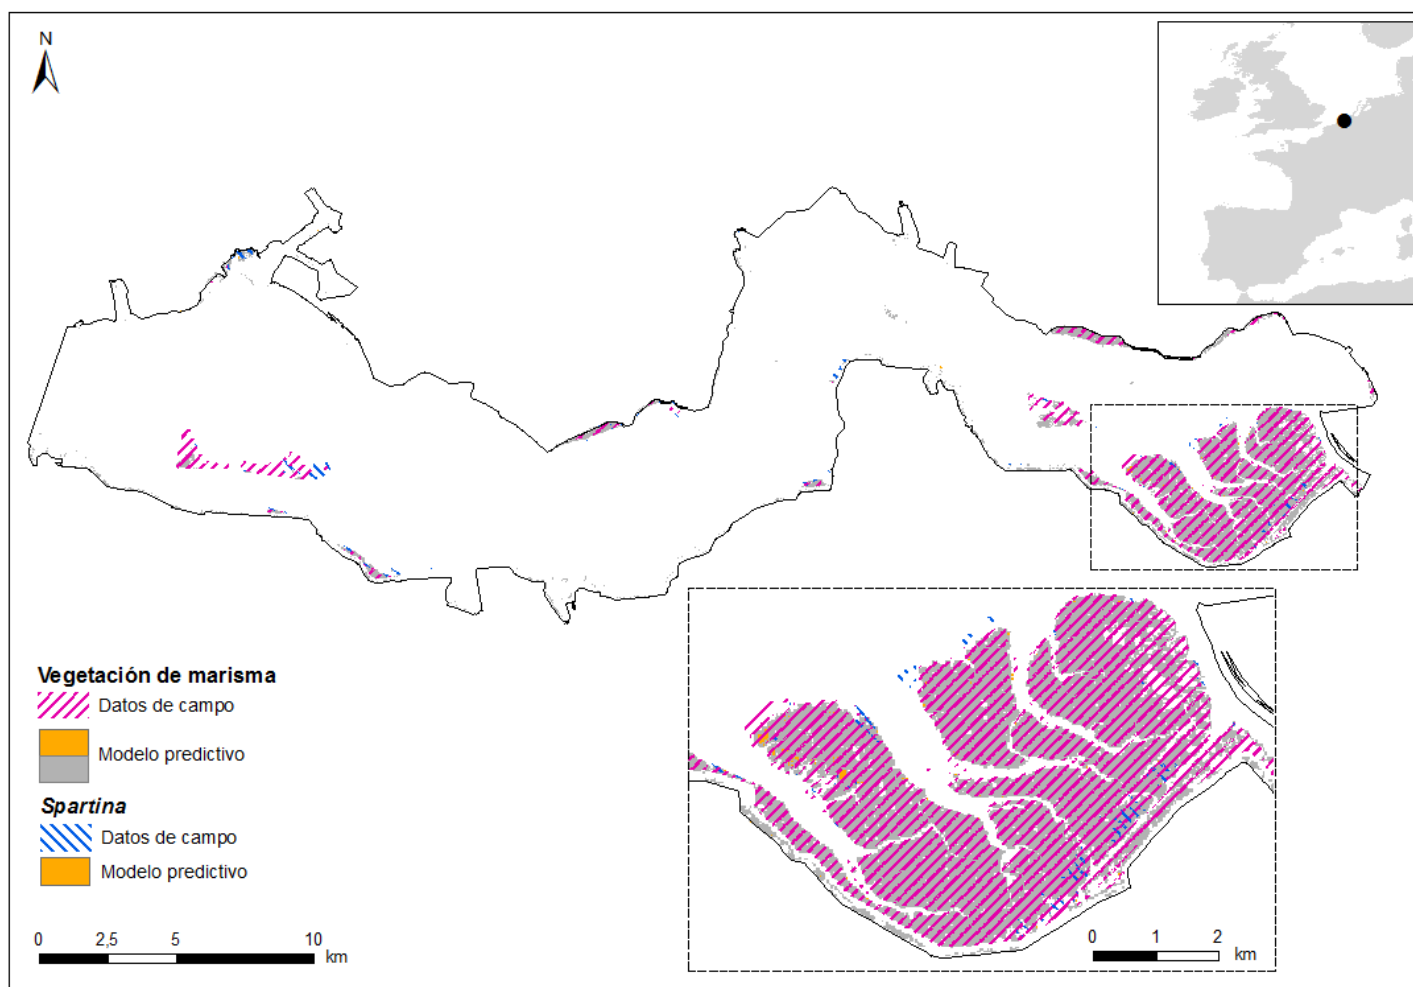 N
Vegetación de marisma
Datos de campo
Modelo predictivo
Spartina
Datos de campo
Modelo predictivo
0 2,5 5 10 km
0 1 2 km